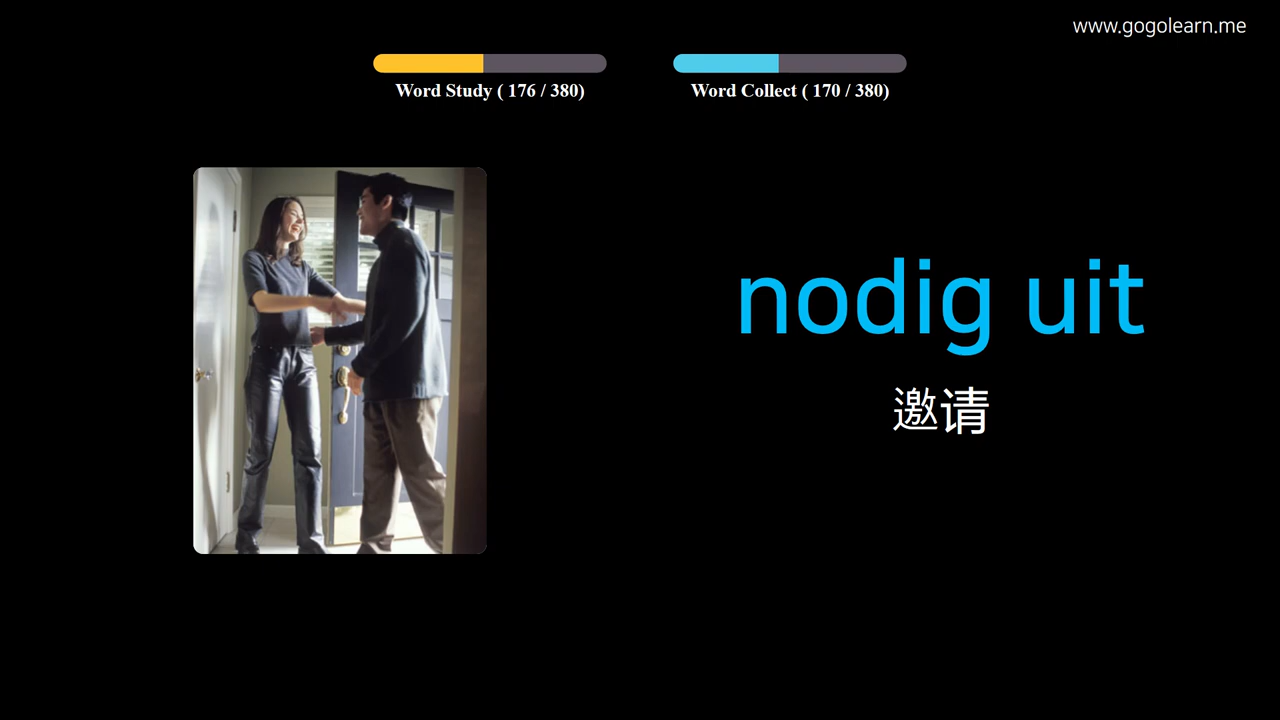 www.gogolearn.me
Word Study ( 176 / 380)
Word Collect ( 170 / 380)
nodig uit
邀请